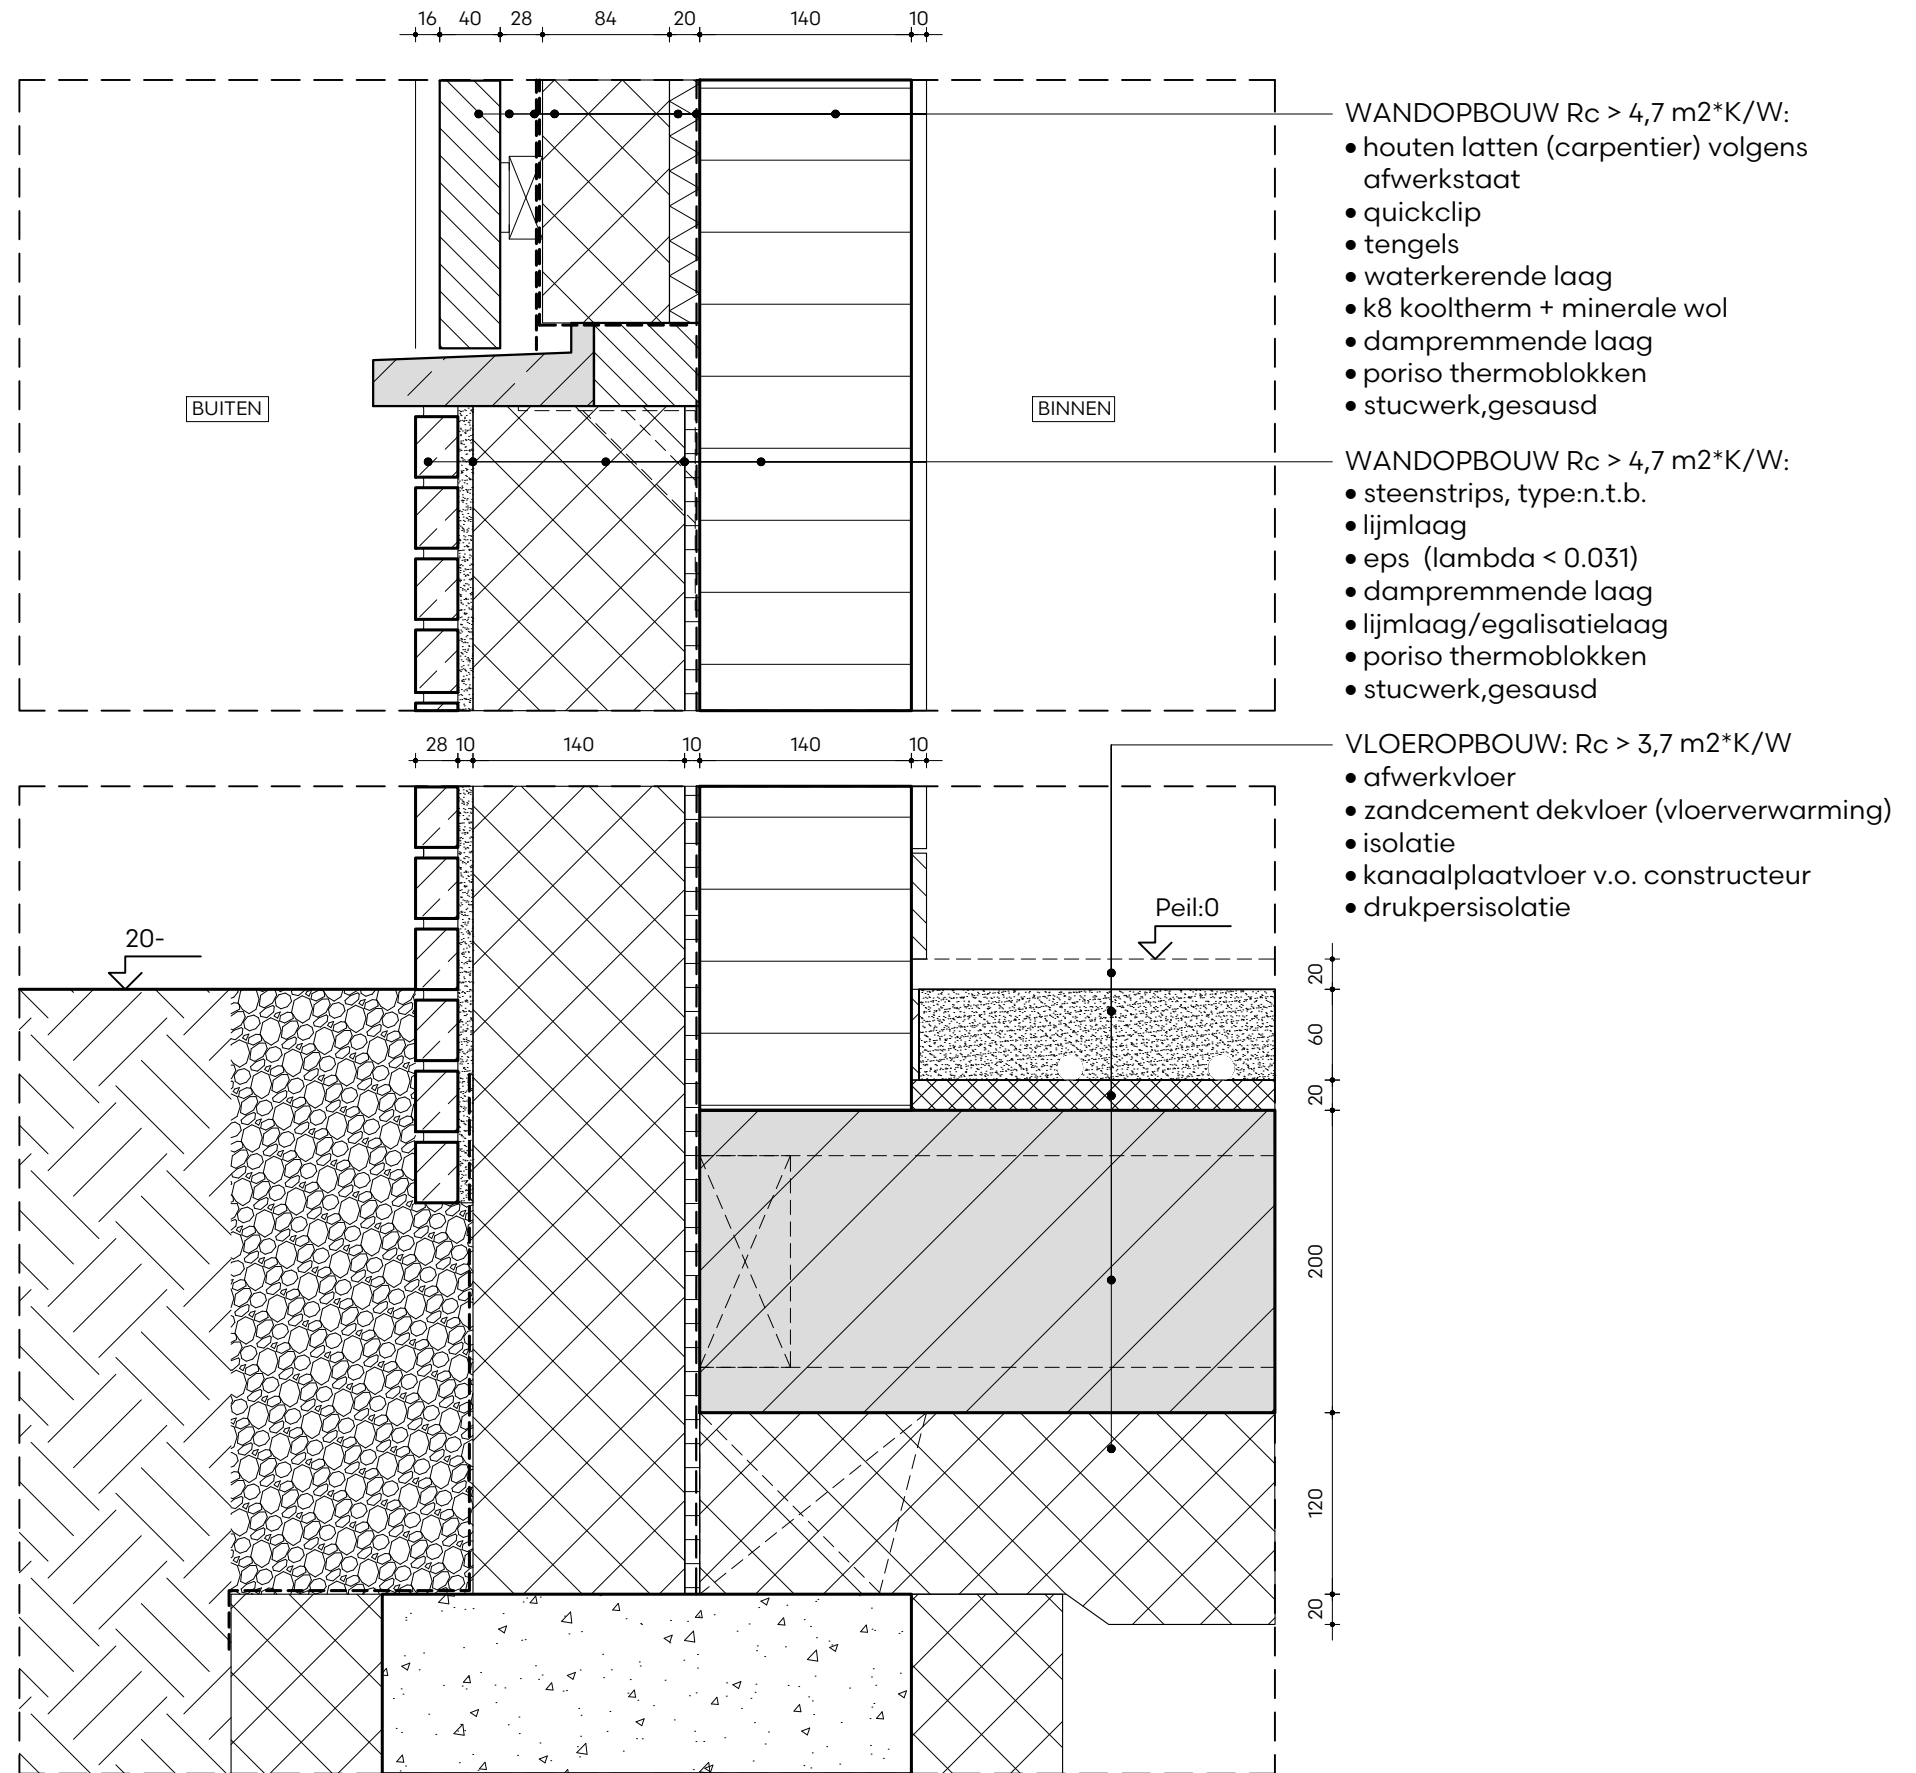 16 40 28 84 20 140 10
WANDOPBOUW Rc > 4,7 m2*K/W:
• houten latten (carpentier) volgens
afwerkstaat
• quickclip
• tengels
• waterkerende laag
• k8 kooltherm + minerale wol
• dampremmende laag
• poriso thermoblokken
• stucwerk,gesausd
BUITEN
BINNEN
WANDOPBOUW Rc > 4,7 m2*K/W:
• steenstrips, type:n.t.b.
• lijmlaag
• eps (lambda < 0.031)
• dampremmende laag
• lijmlaag/egalisatielaag
• poriso thermoblokken
• stucwerk,gesausd
28 10 140 10 140 10
VLOEROPBOUW: Rc > 3,7 m2*K/W
• afwerkvloer
• zandcement dekvloer (vloerverwarming)
• isolatie
• kanaalplaatvloer v.o. constructeur
• drukpersisolatie
Peil:0
20-
20
60
20
200
120
20